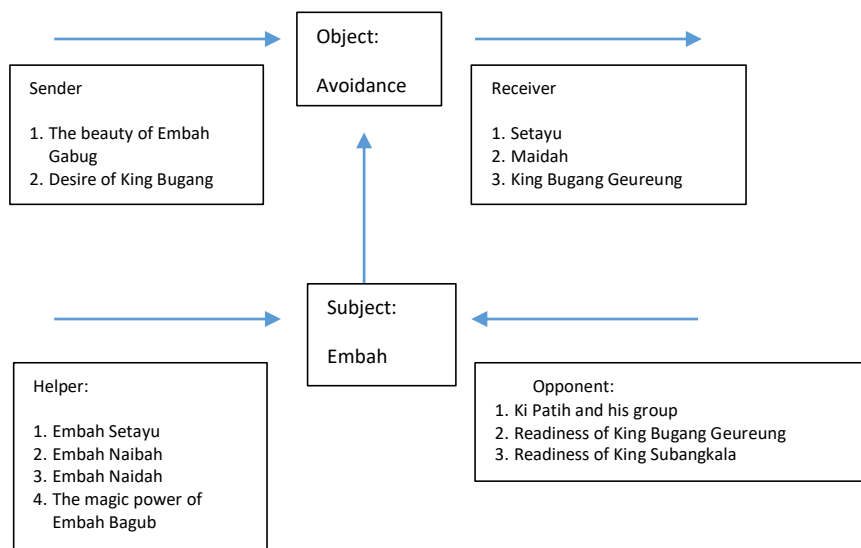 Object:
Avoidance
Sender
1. The beauty of Embah
Gabug
2. Desire of King Bugang
Receiver
1. Setayu
2. Maidah
3. King Bugang Geureung
Subject:
Embah
Helper:
1. Embah Setayu
2. Embah Naibah
3. Embah Naidah
4. The magic power of
Embah Bagub
Opponent:
1. Ki Patih and his group
2. Readiness of King Bugang Geureung
3. Readiness of King Subangkala